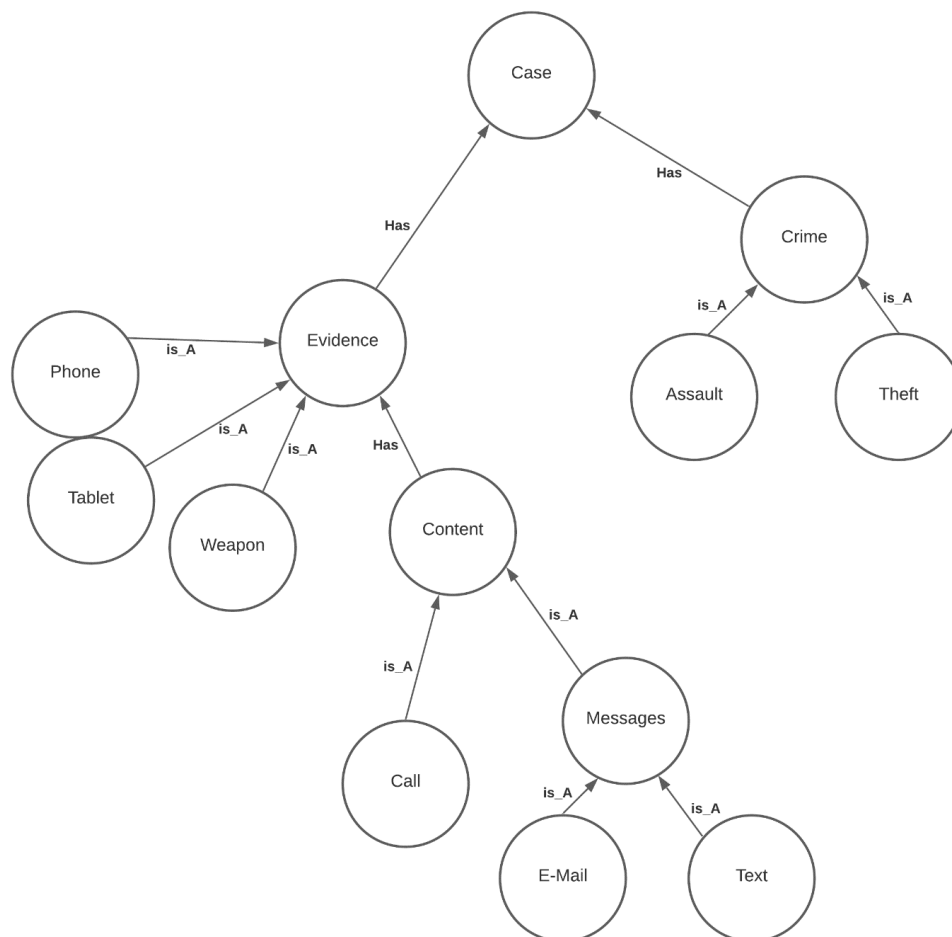 Case
Has
Crime
Has
is_A
is_A
Evidence
Phone
is_A
Assault
Theft
is_A
is_A
Has
Tablet
Weapon
Content
is_A
is_A
Messages
Call
is_A
is_A
E-Mail
Text